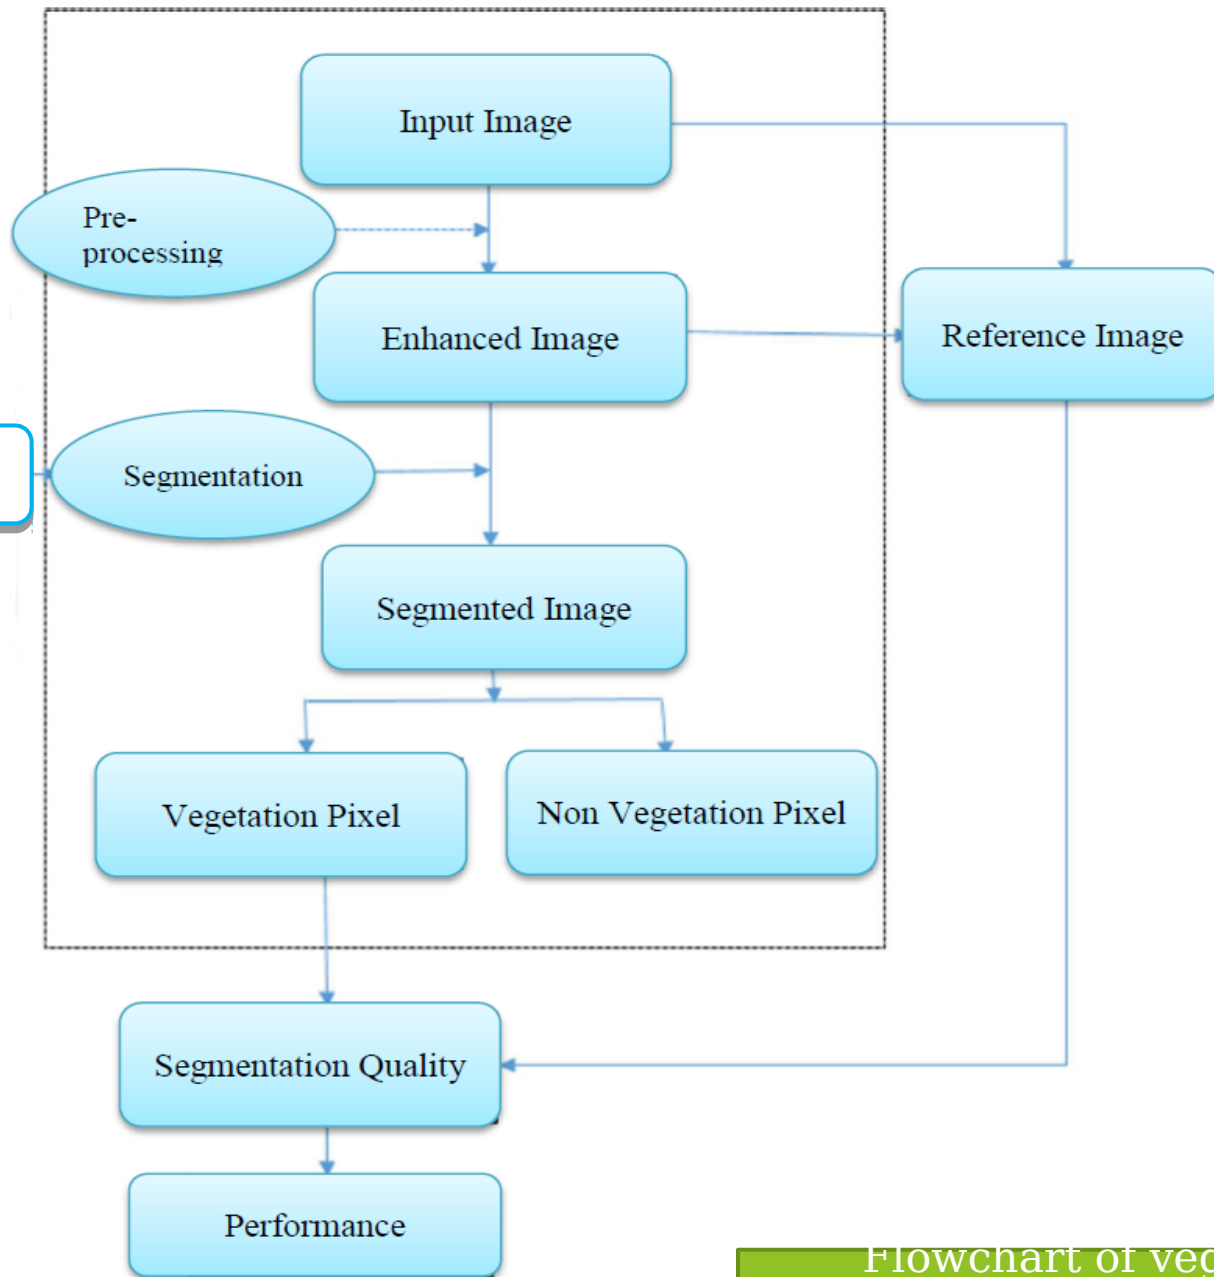 Input Image
Pre-
processing
Enhanced Image
Reference Image
Segmentation
Segmented Image
Vegetation Pixel
Non Vegetation Pixel
Segmentation Quality
Performance
Flowchart of